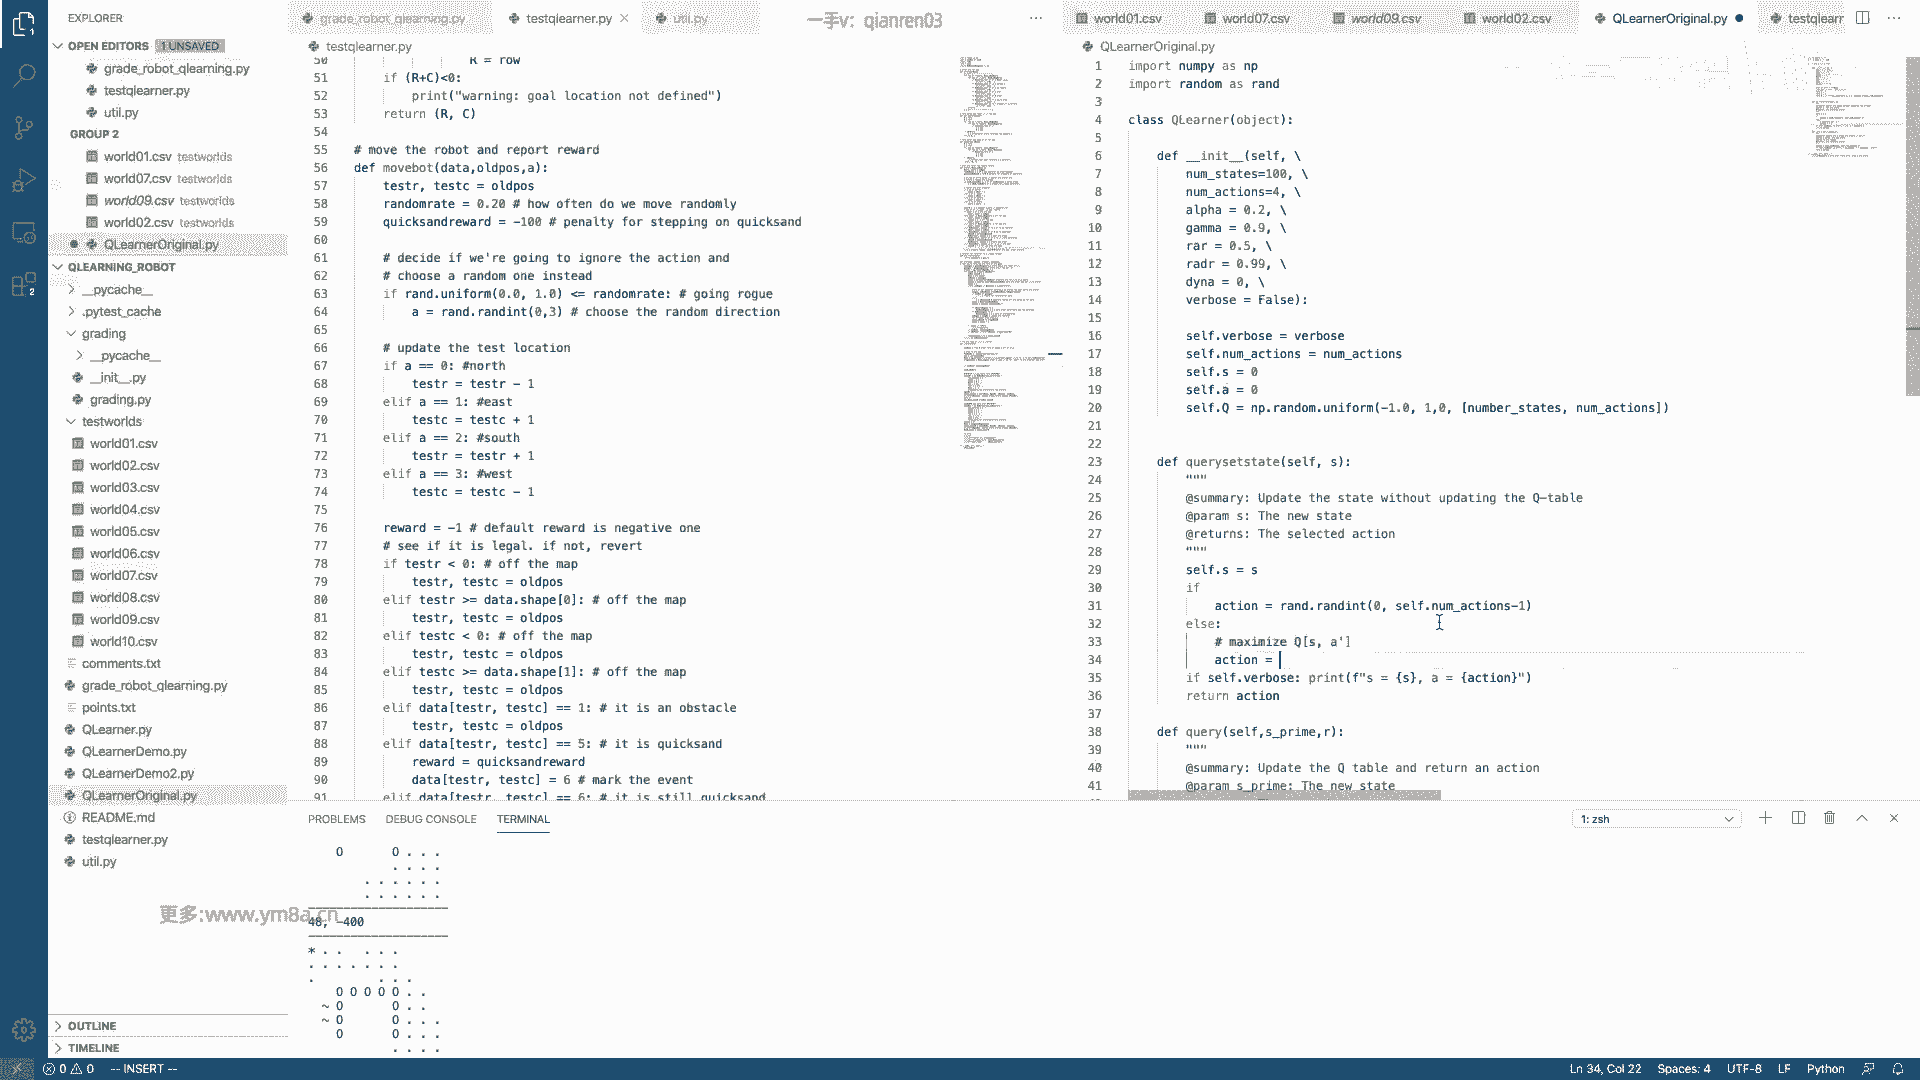 EXPLORER
OPEN EDITORS 1 UNSAVED
grade_robot_qlearning.py
testqlearner.py
util.py
GROUP 2
world01.csv testworlds
world07.csv testworlds
world09.csv testworlds
world02.csv testworlds
QLearnerOriginal.py
QLEARNING_ROBOT
__pycache__
.pytest_cache
grading
__pycache__
__init__.py
grading.py
testworlds
world01.csv
world02.csv
world03.csv
world04.csv
world05.csv
world06.csv
world07.csv
world08.csv
world09.csv
world10.csv
comments.txt
grade_robot_qlearning.py
points.txt
QLearner.py
QLearnerDemo.py
QLearnerDemo2.py
QLearnerOriginal.py
README.md
testqlearner.py
util.py
OUTLINE
TIMELINE
grade_robot_qlearning.py testqlearner.py util.py
一手v: qianren03
testqlearner.py
50 R = row
51 if (R+C)<0:
52 print("warning: goal location not defined")
53 return (R, C)
54
55 # move the robot and report reward
56 def movebot(data,oldpos,a):
57 testr, testc = oldpos
58 randomrate = 0.20 # how often do we move randomly
59 quicksandreward = -100 # penalty for stepping on quicksand
60
61 # decide if we're going to ignore the action and
62 # choose a random one instead
63 if rand.uniform(0.0, 1.0) <= randomrate: # going rogue
64 a = rand.randint(0,3) # choose the random direction
65
66 # update the test location
67 if a == 0: #north
68 testr = testr - 1
69 elif a == 1: #east
70 testc = testc + 1
71 elif a == 2: #south
72 testr = testr + 1
73 elif a == 3: #west
74 testc = testc - 1
75
76 reward = -1 # default reward is negative one
77 # see if it is legal. if not, revert
78 if testr < 0: # off the map
79 testr, testc = oldpos
80 elif testr >= data.shape[0]: # off the map
81 testr, testc = oldpos
82 elif testc < 0: # off the map
83 testr, testc = oldpos
84 elif testc >= data.shape[1]: # off the map
85 testr, testc = oldpos
86 elif data[testr, testc] == 1: # it is an obstacle
87 testr, testc = oldpos
88 elif data[testr, testc] == 5: # it is quicksand
89 reward = quicksandreward
90 data[testr, testc] = 6 # mark the event
91 elif data[testr, testc] == 6: # it is still quicksand
world01.csv world07.csv world09.csv world02.csv QLearnerOriginal.py testqlearr
QLearnerOriginal.py
1 import numpy as np
2 import random as rand
3
4 class QLearner(object):
5
6 def __init__(self, \
7 num_states=100, \
8 num_actions=4, \
9 alpha = 0.2, \
10 gamma = 0.9, \
11 rar = 0.5, \
12 radr = 0.99, \
13 dyna = 0, \
14 verbose = False):
15
16 self.verbose = verbose
17 self.num_actions = num_actions
18 self.s = 0
19 self.a = 0
20 self.Q = np.random.uniform(-1.0, 1,0, [number_states, num_actions])
21
22
23 def querysetstate(self, s):
24 """
25 @summary: Update the state without updating the Q-table
26 @param s: The new state
27 @returns: The selected action
28 """
29 self.s = s
30 if
31 action = rand.randint(0, self.num_actions-1)
32 else:
33 # maximize Q[s, a']
34 action =
35 if self.verbose: print(f"s = {s}, a = {action}")
36 return action
37
38 def query(self,s_prime,r):
39 """
40 @summary: Update the Q table and return an action
41 @param s_prime: The new state
PROBLEMS DEBUG CONSOLE TERMINAL
1: zsh
O O . . .
. . . .
. . . . . .
. . . . . .
--------------------
48, -400
--------------------
* . . . . .
. . . . . . .
. . . .
O O O O O . .
~ O O . .
~ O O . . .
O O . . .
. . . .
更多:www.ym8a.cn
0 0 -- INSERT --
Ln 34, Col 22 Spaces: 4 UTF-8 LF Python
2